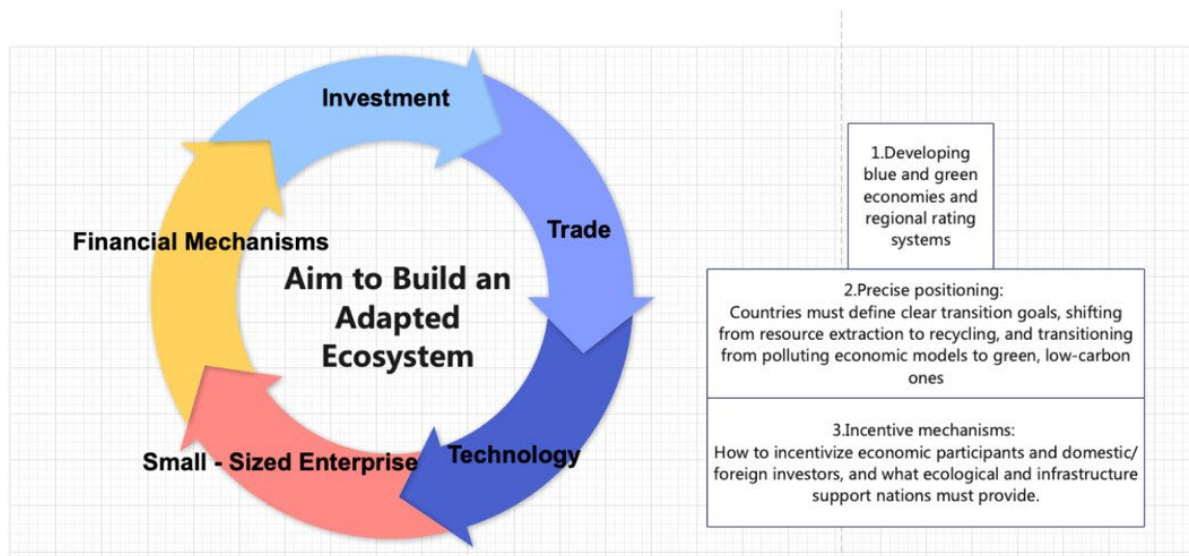 Investment
Trade
Financial Mechanisms
Aim to Build an
Adapted
Ecosystem
Small - Sized Enterprise
Technology
1.Developing
blue and green
economies and
regional rating
systems
2.Precise positioning:
Countries must define clear transition goals, shifting
from resource extraction to recycling, and transitioning
from polluting economic models to green, low-carbon
ones
3.Incentive mechanisms:
How to incentivize economic participants and domestic/
foreign investors, and what ecological and infrastructure
support nations must provide.